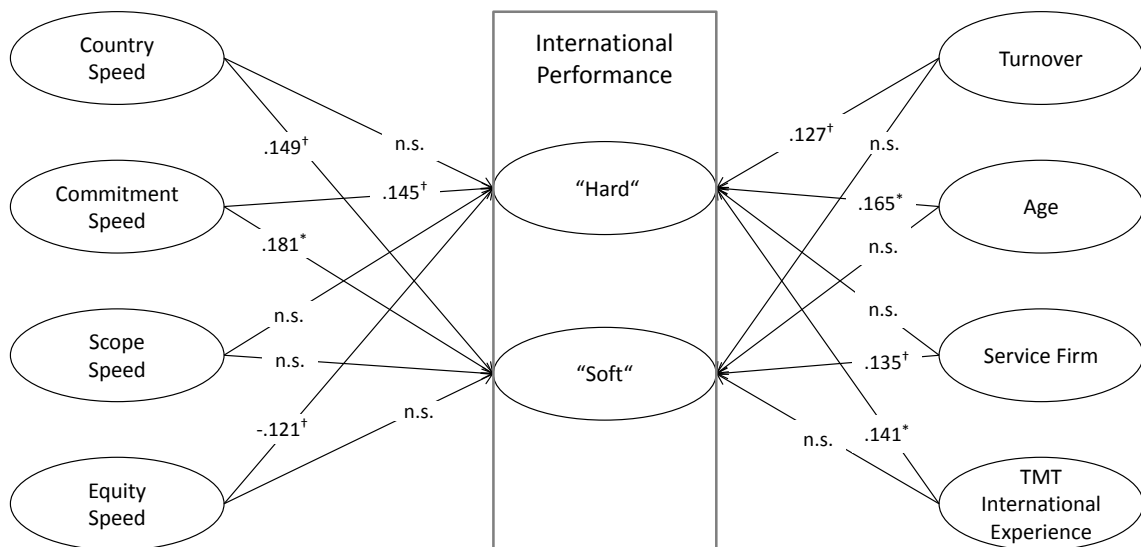 Country
Speed
Commitment
Speed
Scope
Speed
Equity
Speed
.149†
n.s.
.145†
.181*
n.s.
n.s.
-.121†
n.s.
International
Performance
“Hard“
“Soft“
.127†
n.s.
.165*
n.s.
n.s.
.135†
n.s.
.141*
Turnover
Age
Service Firm
TMT
International
Experience